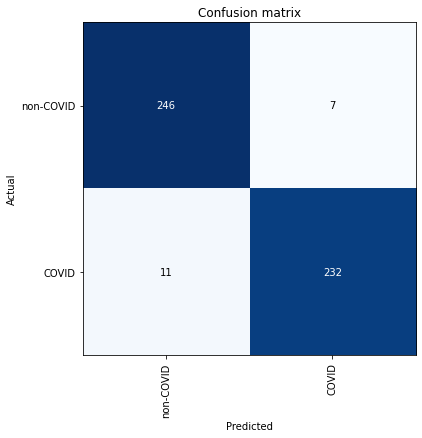 Confusion matrix
non-COVID
246
7
Actual
COVID
11
232
non-COVID
COVID
Predicted